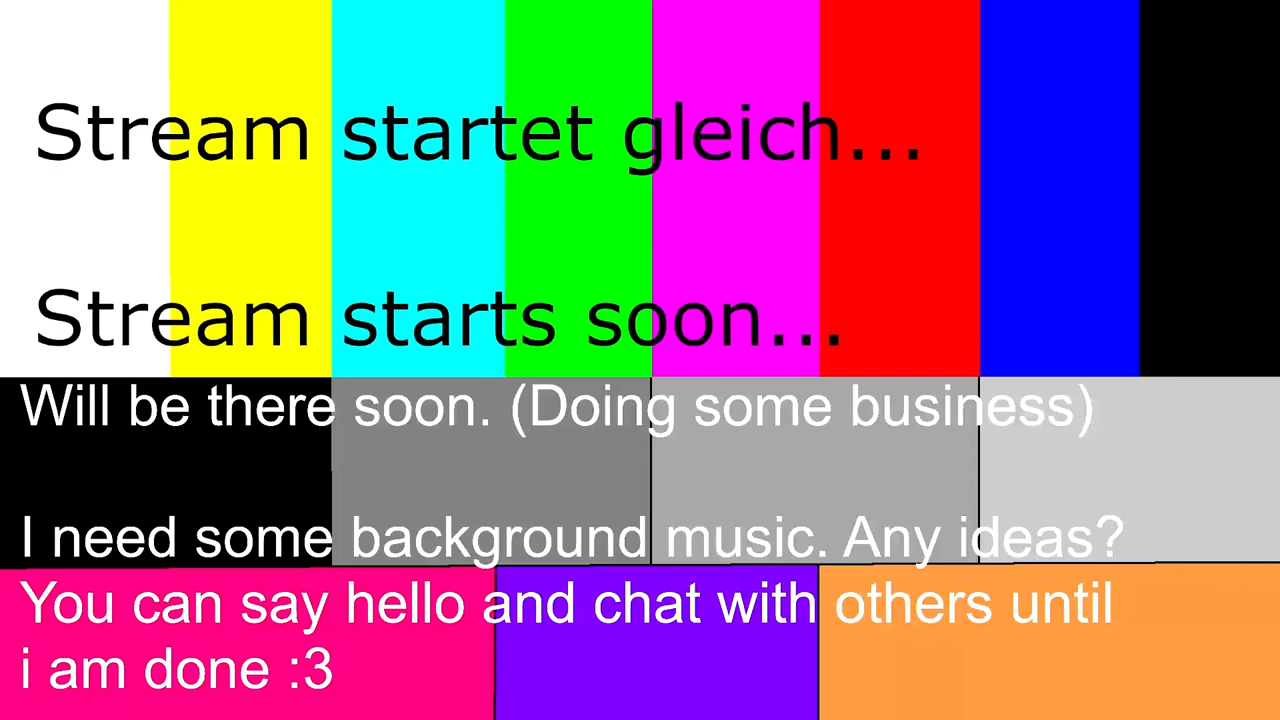 Stream startet gleich...
Stream starts soon...
Will be there soon. (Doing some business)
I need some background music. Any ideas?
You can say hello and chat with others until
i am done :3